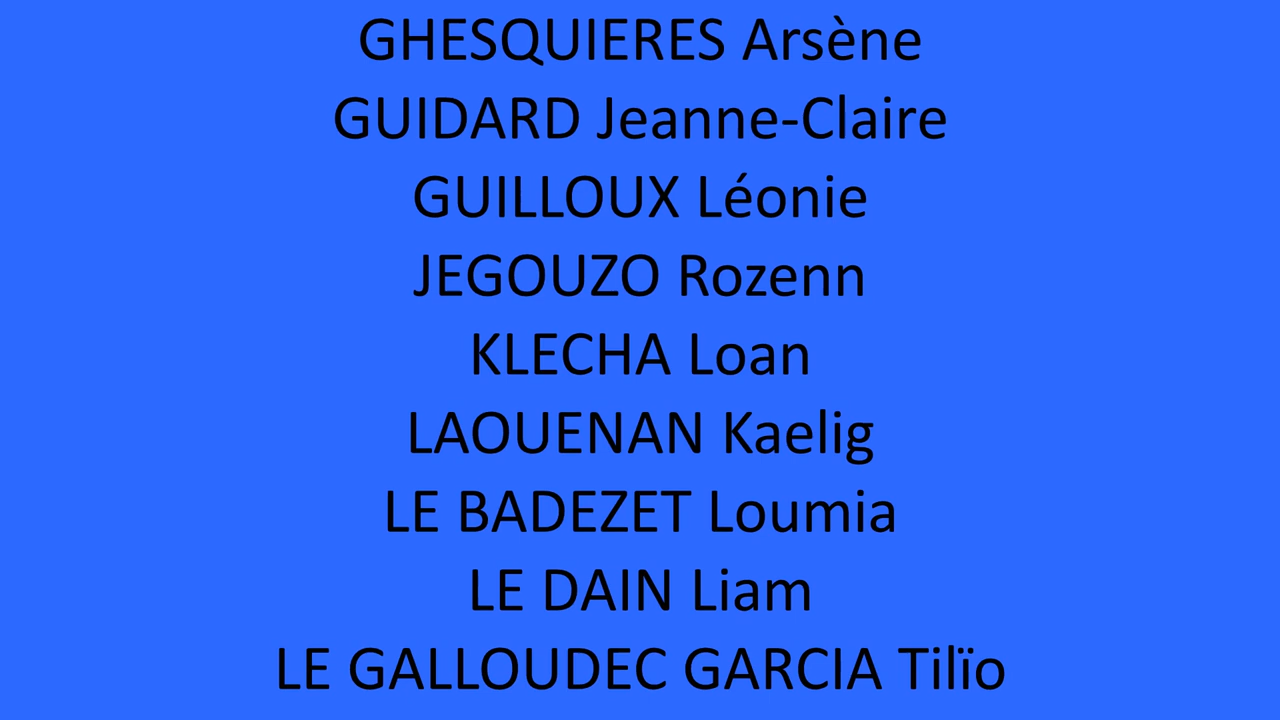 GHESQUIERES Arsène
GUIDARD Jeanne-Claire
GUILLOUX Léonie
JEGOUZO Rozenn
KLECHA Loan
LAOUENAN Kaelig
LE BADEZET Loumia
LE DAIN Liam
LE GALLOUDEC GARCIA Tilïo